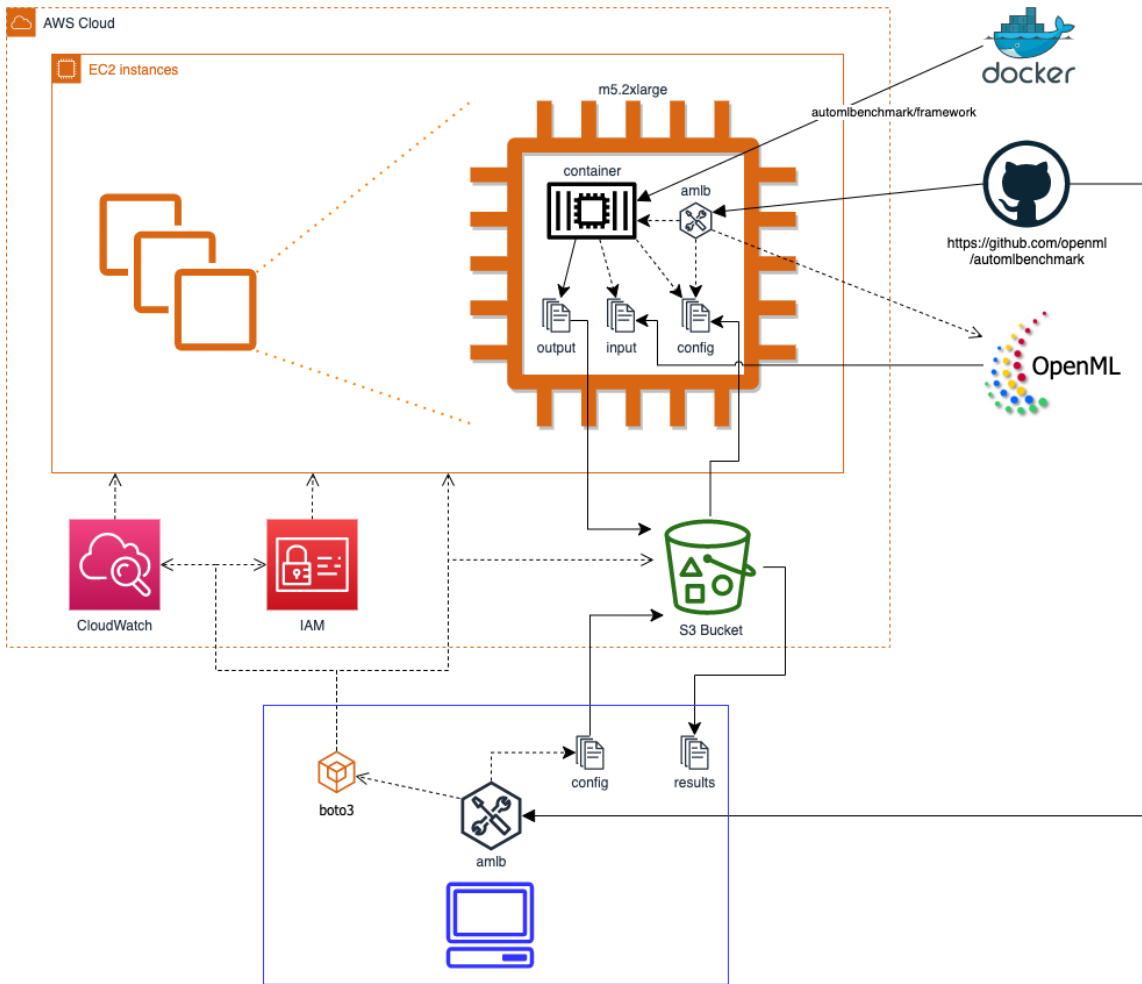 AWS Cloud
EC2 instances
m5.2xlarge
docker
automlbenchmark/framework
container
amlb
https://github.com/openml
/automlbenchmark
output
input
config
OpenML
CloudWatch
IAM
S3 Bucket
boto3
config
results
amlb